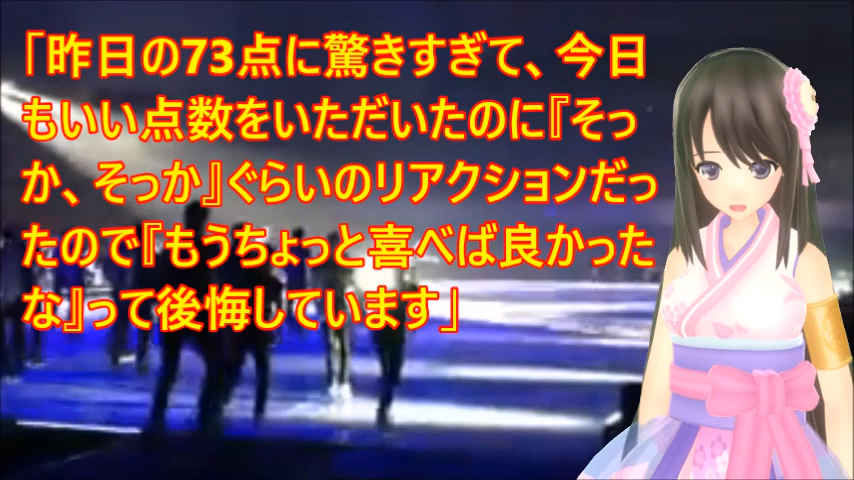 「昨日の73点に驚きすぎて、今日
もいい点数をいただいたのに『そっ
か、そっか』ぐらいのリアクションだっ
たので『もうちょっと喜べば良かった
な』って後悔しています」